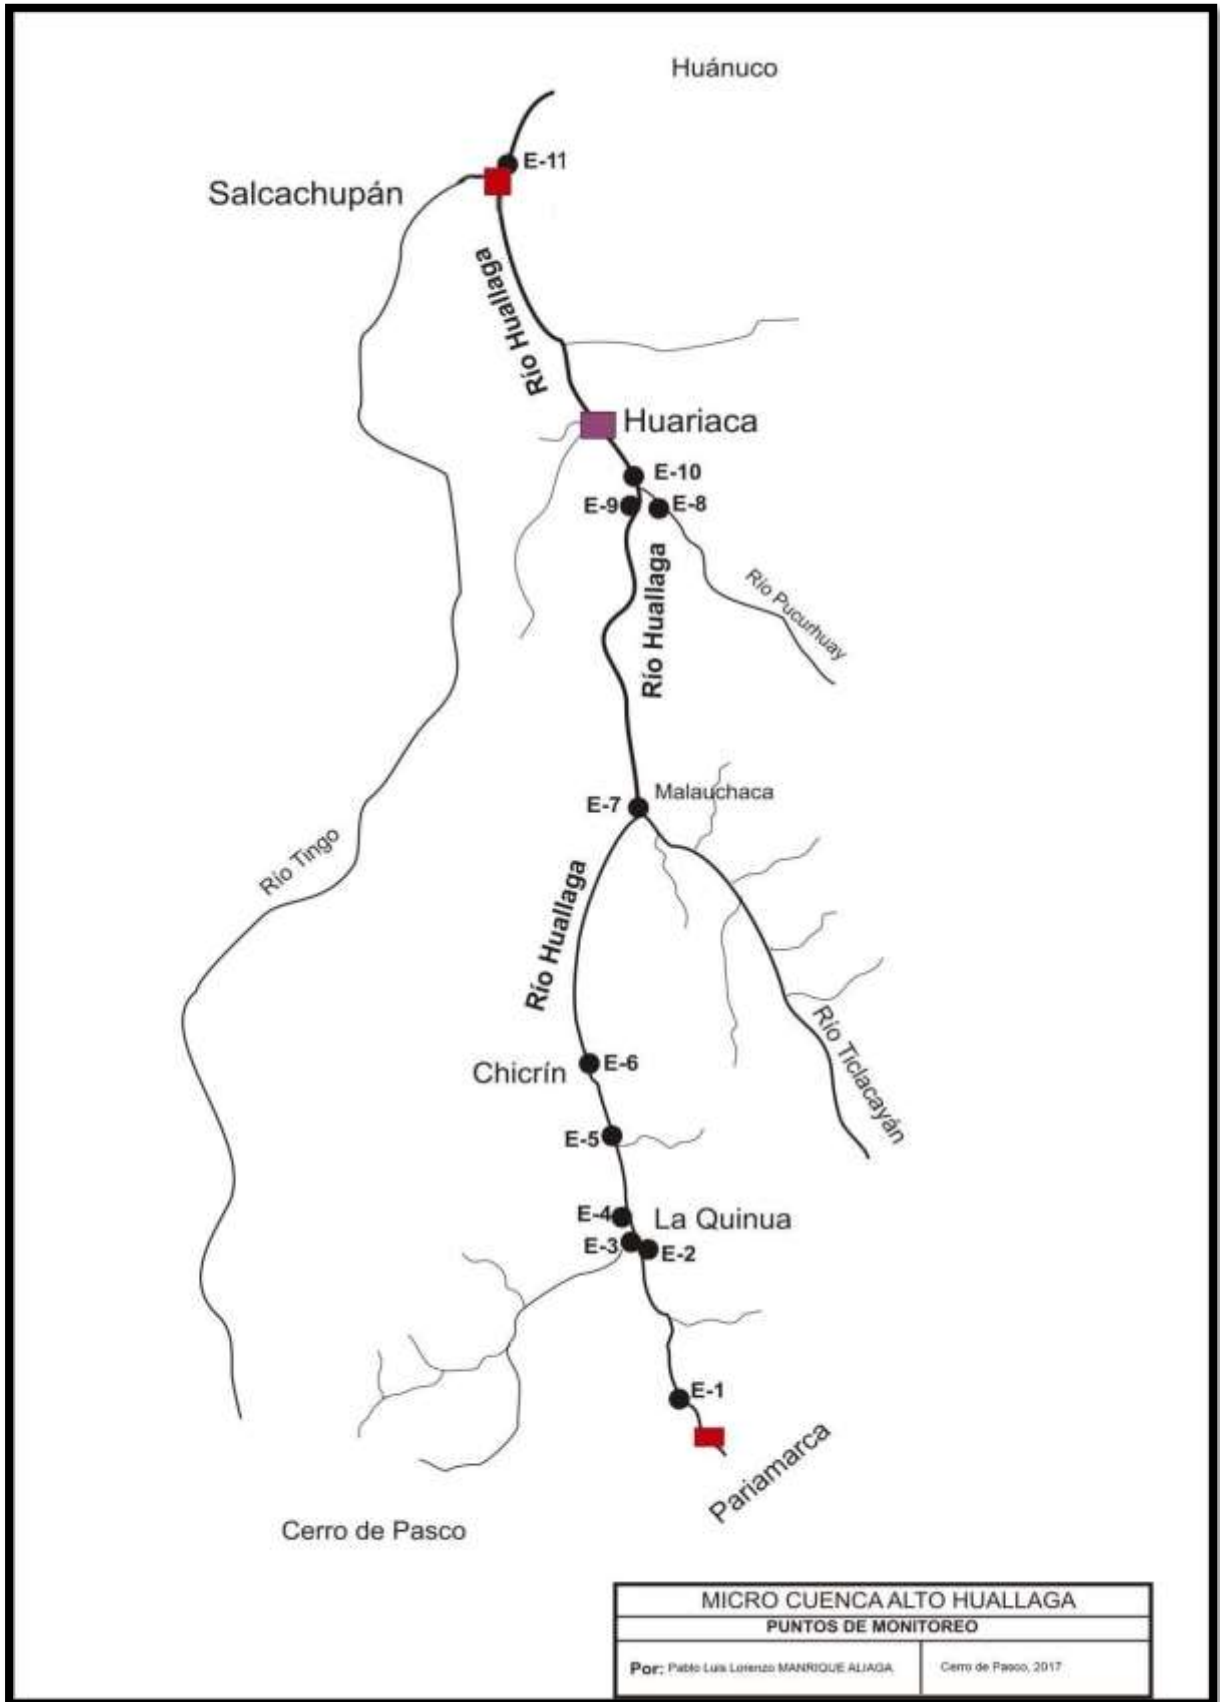 Huánuco
E-11
Salcachupán
Río Huallaga
Huariaca
E-10
E-9
E-8
Río Huallaga
Río Pucurhuay
Malauchaca
E-7
Río Tingo
Río Huallaga
Río Ticlacayán
E-6
Chicrín
E-5
E-4
La Quinua
E-3
E-2
E-1
Pariamarca
Cerro de Pasco
MICRO CUENCA ALTO HUALLAGA
PUNTOS DE MONITOREO
Por: Pablo Luis Lorenzo MANRIQUE ALIAGA
Cerro de Pasco, 2017